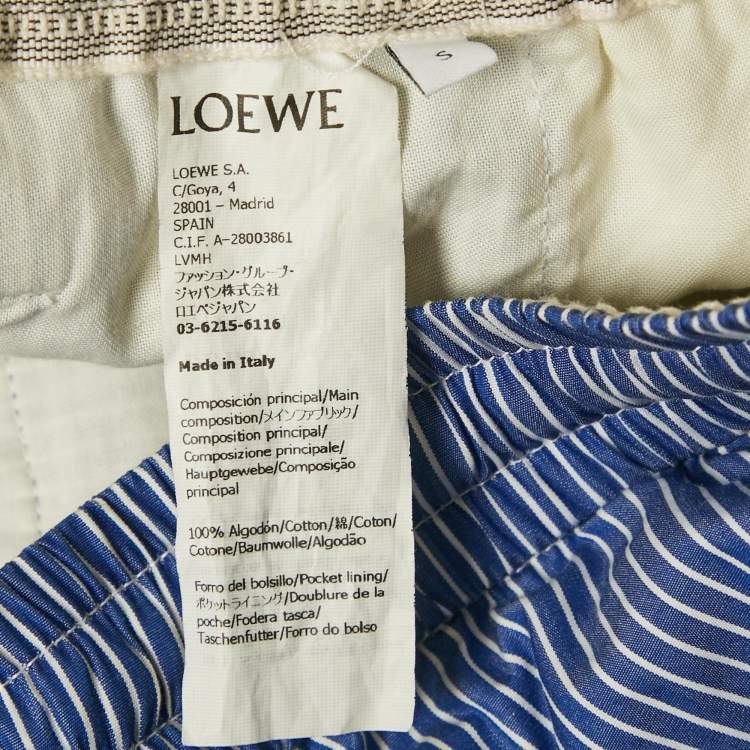 S
LOEWE
LOEWE S.A.
C/Goya, 4
28001 – Madrid
SPAIN
C.I.F. A-28003861
LVMH
ファッション・グループ
ジャパン株式会社
ロエベジャパン
03-6215-6116
Made in Italy
Composición principal/Main
composition/メインファブリック/
Composition principal/
Composizione principale/
Hauptgewebe/Composição
principal
100% Algodón/Cotton/綿/Coton/
Cotone/Baumwolle/Algodão
Forro del bolsillo/Pocket lining/
ポケットライニング/Doublure de la
poche/Fodera tasca/
Taschenfutter/Forro do bolso